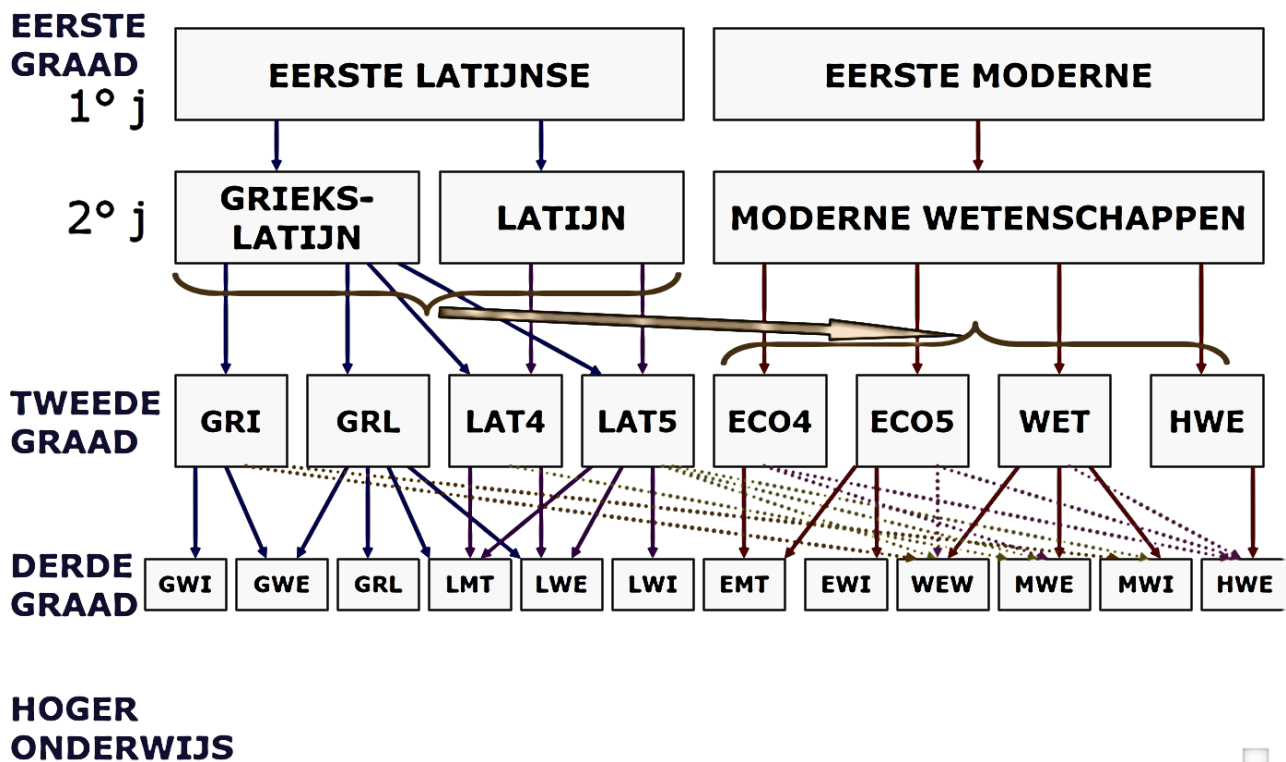 EERSTE
GRAAD
1° j
EERSTE LATIJNSE
EERSTE MODERNE
2° j
GRIEKS-
LATIJN
LATIJN
MODERNE WETENSCHAPPEN
TWEEDE
GRAAD
GRI
GRL
LAT4
LAT5
ECO4
ECO5
WET
HWE
DERDE
GRAAD
GWI
GWE
GRL
LMT
LWE
LWI
EMT
EWI
WEW
MWE
MWI
HWE
HOGER
ONDERWIJS